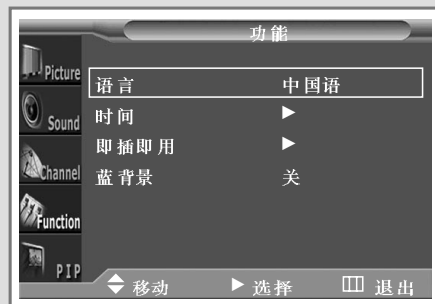 功能
Picture
语言 中国语
Sound
时间 ▶
即插即用 ▶
Channel
蓝背景 关
Function
PIP
移动 ▶ 选择 退出